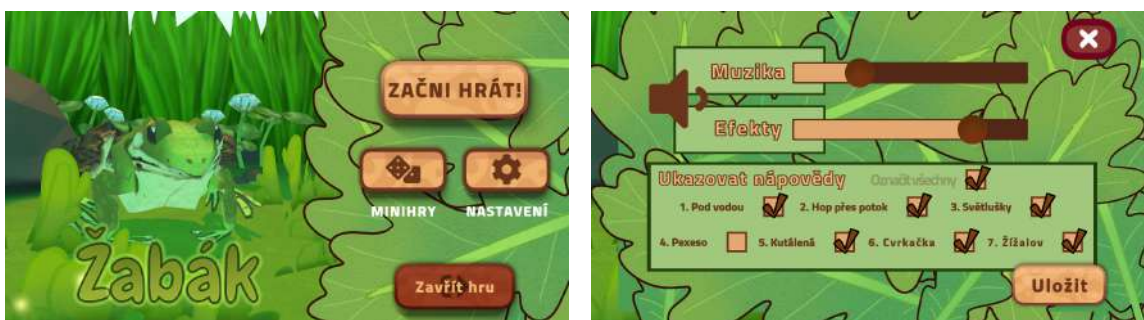 ZAČNI HRÁT!
MINIHRY NASTAVENÍ
Žabák
Zavřít hru
Muzika
Efekty
Ukazovat nápovědy Označit všechny
1. Pod vodou 2. Hop přes potok 3. Světlušky
4. Pexeso 5. Kutálená 6. Cvrkačka 7. Žížalov
Uložit